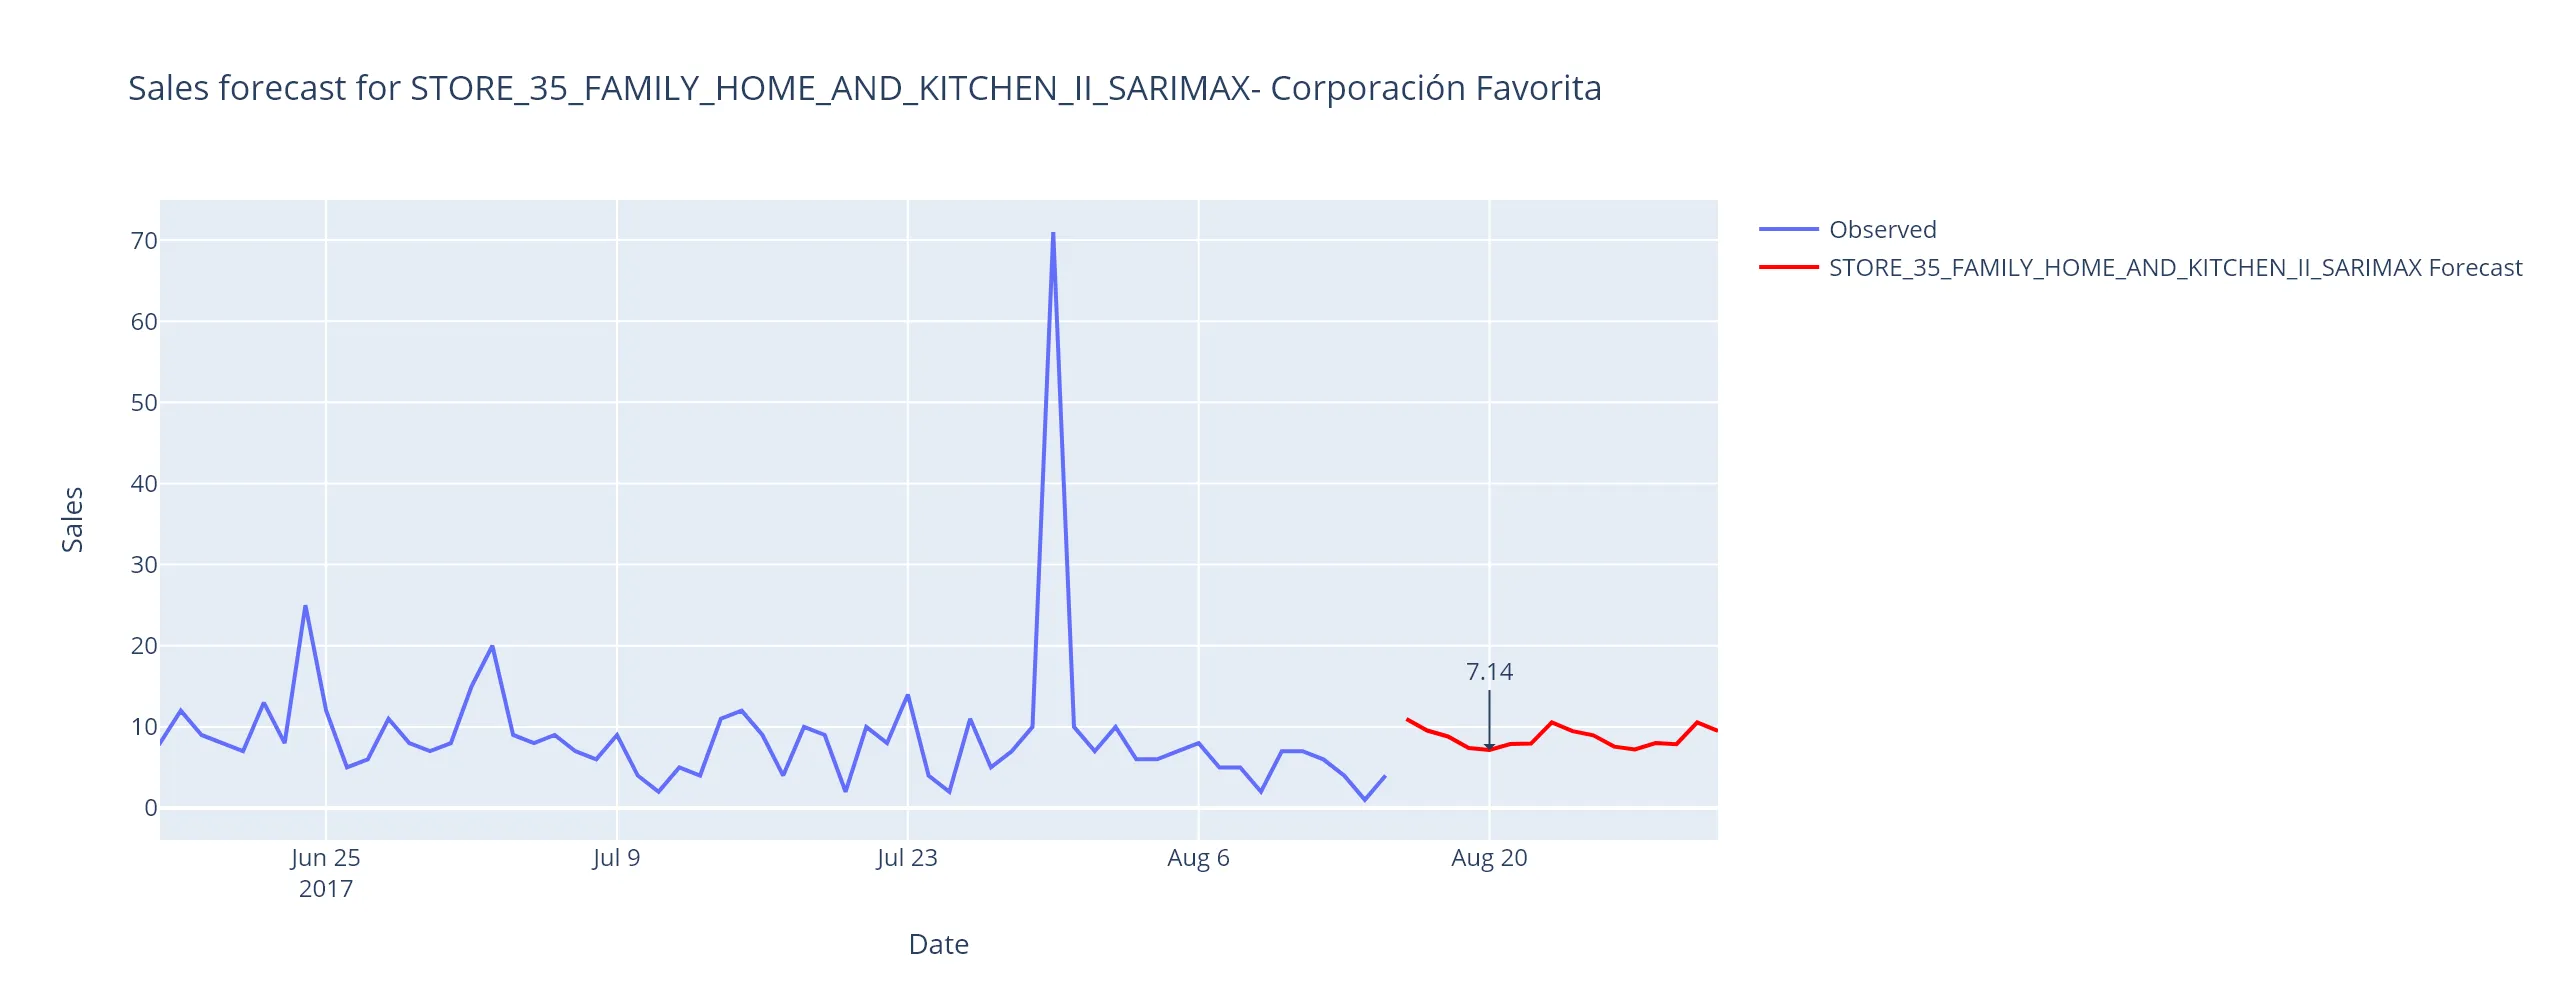 Sales forecast for STORE_35_FAMILY_HOME_AND_KITCHEN_II_SARIMAX- Corporación Favorita
Observed
STORE_35_FAMILY_HOME_AND_KITCHEN_II_SARIMAX Forecast
70
60
50
40
30
20
10
0
Sales
7.14
Jun 25
2017
Jul 9
Jul 23
Aug 6
Aug 20
Date